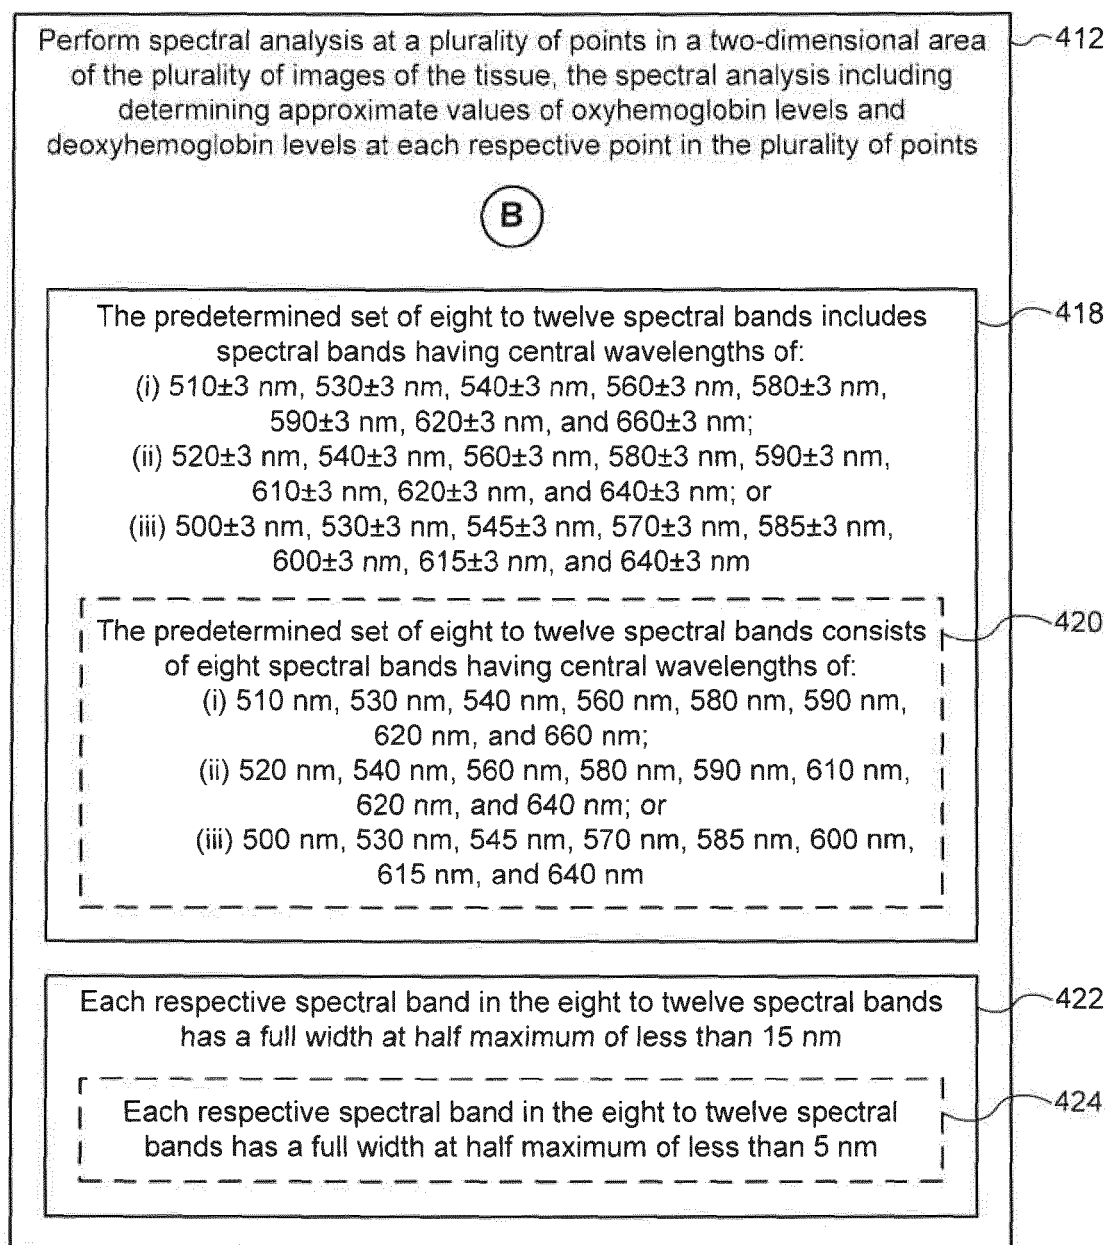 Perform spectral analysis at a plurality of points in a two-dimensional area
412
of the plurality of images of the tissue, the spectral analysis including
determining approximate values of oxyhemoglobin levels and
deoxyhemoglobin levels at each respective point in the plurality of points
B
The predetermined set of eight to twelve spectral bands includes
418
spectral bands having central wavelengths of:
(i) 510±3 nm, 530±3 nm, 540±3 nm, 560±3 nm, 580±3 nm,
590±3 nm, 620±3 nm, and 660±3 nm;
(ii) 520±3 nm, 540±3 nm, 560±3 nm, 580±3 nm, 590±3 nm,
610±3 nm, 620±3 nm, and 640±3 nm; or
(iii) 500±3 nm, 530±3 nm, 545±3 nm, 570±3 nm, 585±3 nm,
600±3 nm, 615±3 nm, and 640±3 nm
The predetermined set of eight to twelve spectral bands consists
420
of eight spectral bands having central wavelengths of:
(i) 510 nm, 530 nm, 540 nm, 560 nm, 580 nm, 590 nm,
620 nm, and 660 nm;
(ii) 520 nm, 540 nm, 560 nm, 580 nm, 590 nm, 610 nm,
620 nm, and 640 nm; or
(iii) 500 nm, 530 nm, 545 nm, 570 nm, 585 nm, 600 nm,
615 nm, and 640 nm
Each respective spectral band in the eight to twelve spectral bands
422
has a full width at half maximum of less than 15 nm
Each respective spectral band in the eight to twelve spectral
424
bands has a full width at half maximum of less than 5 nm